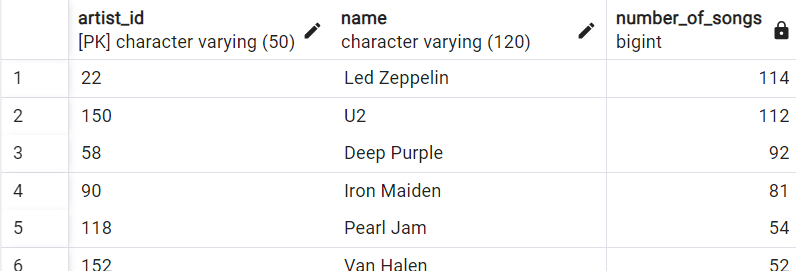 artist_id name number_of_songs
[PK] character varying (50) character varying (120) bigint
1 22 Led Zeppelin 114
2 150 U2 112
3 58 Deep Purple 92
4 90 Iron Maiden 81
5 118 Pearl Jam 54
6 152 Van Halen 52